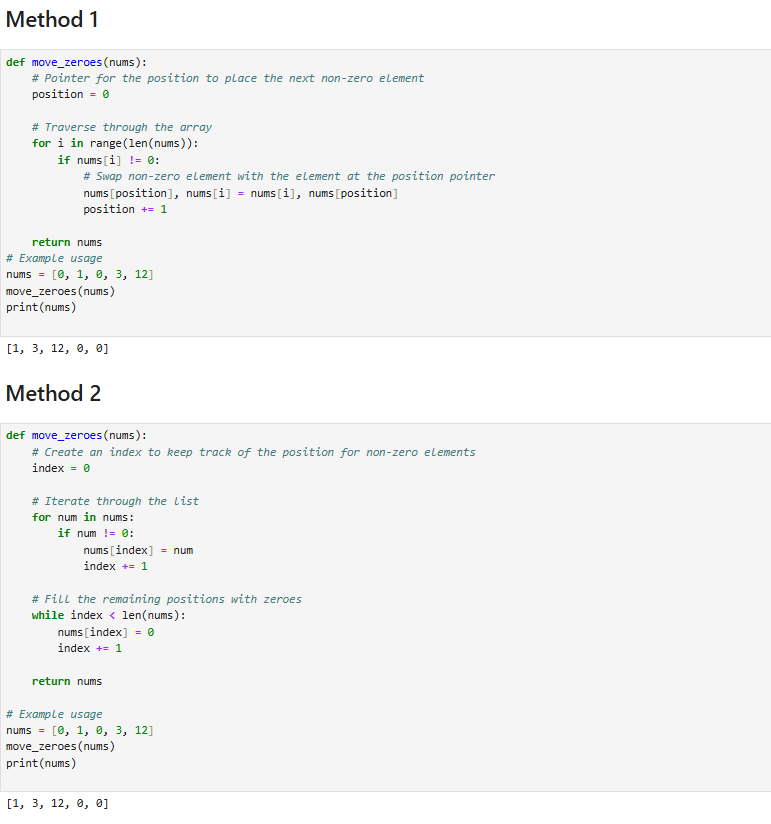 Method 1
def move_zeroes(nums):
    # Pointer for the position to place the next non-zero element
    position = 0

    # Traverse through the array
    for i in range(len(nums)):
        if nums[i] != 0:
            # Swap non-zero element with the element at the position pointer
            nums[position], nums[i] = nums[i], nums[position]
            position += 1

    return nums
# Example usage
nums = [0, 1, 0, 3, 12]
move_zeroes(nums)
print(nums)

[1, 3, 12, 0, 0]

Method 2
def move_zeroes(nums):
    # Create an index to keep track of the position for non-zero elements
    index = 0

    # Iterate through the list
    for num in nums:
        if num != 0:
            nums[index] = num
            index += 1

    # Fill the remaining positions with zeroes
    while index < len(nums):
        nums[index] = 0
        index += 1

    return nums

# Example usage
nums = [0, 1, 0, 3, 12]
move_zeroes(nums)
print(nums)

[1, 3, 12, 0, 0]